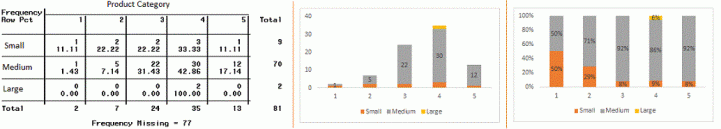 Product Category
Frequency
Row Pct 1 2 3 4 5 Total
Small 1 2 2 3 1 9
11.11 22.22 22.22 33.33 11.11
Medium 1 5 22 30 12 70
1.43 7.14 31.43 42.86 17.14
Large 0 0 0 2 0 2
0.00 0.00 0.00 100.00 0.00
Total 2 7 24 35 13 81
Frequency Missing = 77
40
30
20
10
0
5
22
30
12
1 2 3 4 5
Small Medium Large
100%
80%
60%
40%
20%
0%
50% 71% 92% 6%
86% 92%
50% 29% 8% 9% 8%
1 2 3 4 5
Small Medium Large